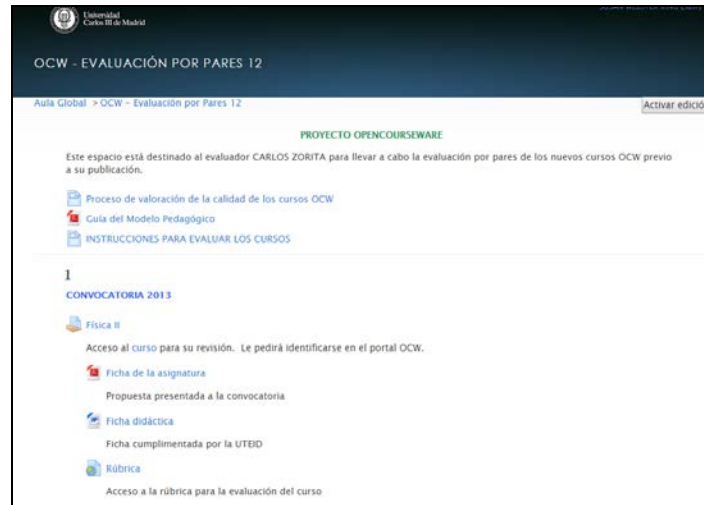 Universidad
Carlos III de Madrid
OCW - EVALUACIÓN POR PARES 12
Aula Global > OCW - Evaluación por Pares 12
Activar edició
PROYECTO OPENCOURSEWARE
Este espacio está destinado al evaluador CARLOS ZORITA para llevar a cabo la evaluación por pares de los nuevos cursos OCW previo
a su publicación.
Proceso de valoración de la calidad de los cursos OCW
Guía del Modelo Pedagógico
INSTRUCCIONES PARA EVALUAR LOS CURSOS
1
CONVOCATORIA 2013
Física II
Acceso al curso para su revisión. Le pedirá identificarse en el portal OCW.
Ficha de la asignatura
Propuesta presentada a la convocatoria
Ficha didáctica
Ficha cumplimentada por la UTEID
Rúbrica
Acceso a la rúbrica para la evaluación del curso